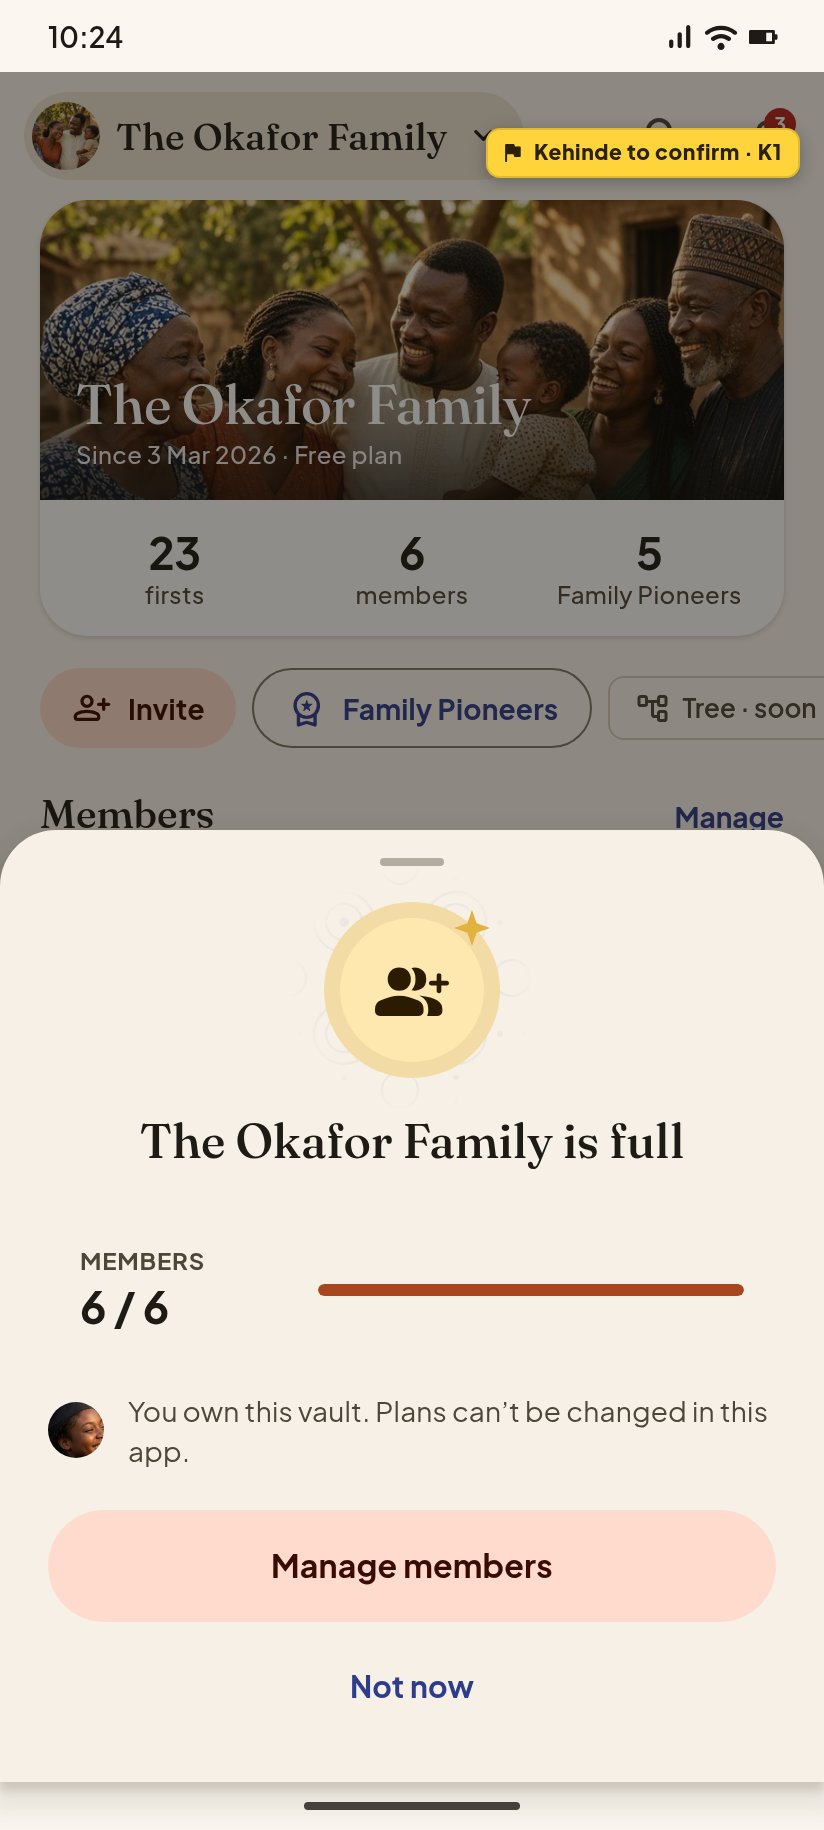 10:24
The Okafor Family
3
Kehinde to confirm · K1
The Okafor Family
Since 3 Mar 2026 · Free plan
23
firsts
6
members
5
Family Pioneers
Invite
Family Pioneers
Tree · soon
Members
Manage
The Okafor Family is full
MEMBERS
6 / 6
You own this vault. Plans can’t be changed in this
app.
Manage members
Not now